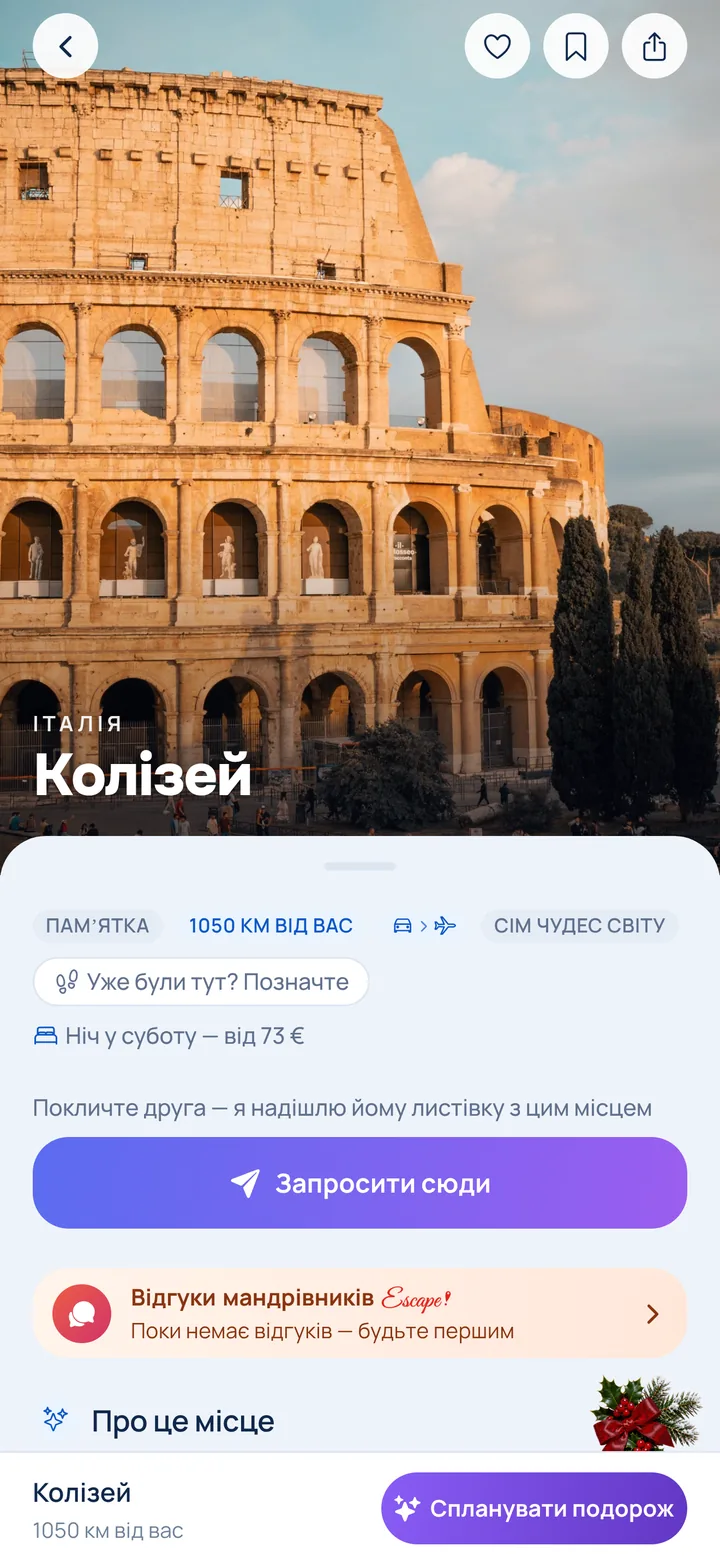 ІТАЛІЯ
Колізей
ПАМ’ЯТКА 1050 КМ ВІД ВАС СІМ ЧУДЕС СВІТУ
Уже були тут? Позначте
Ніч у суботу — від 73 €
Покличте друга — я надішлю йому листівку з цим місцем
Запросити сюди
Відгуки мандрівників Escape!
Поки немає відгуків — будьте першим
Про це місце
Колізей
1050 км від вас
Спланувати подорож